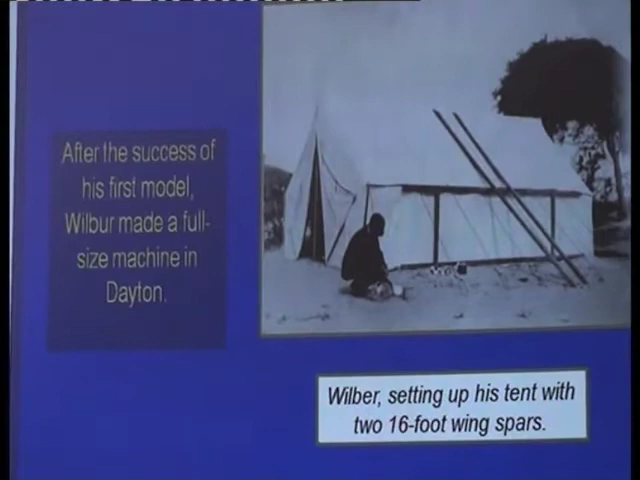 After the success of
his first model,
Wilbur made a full-
size machine in
Dayton.
Wilber, setting up his tent with
two 16-foot wing spars.